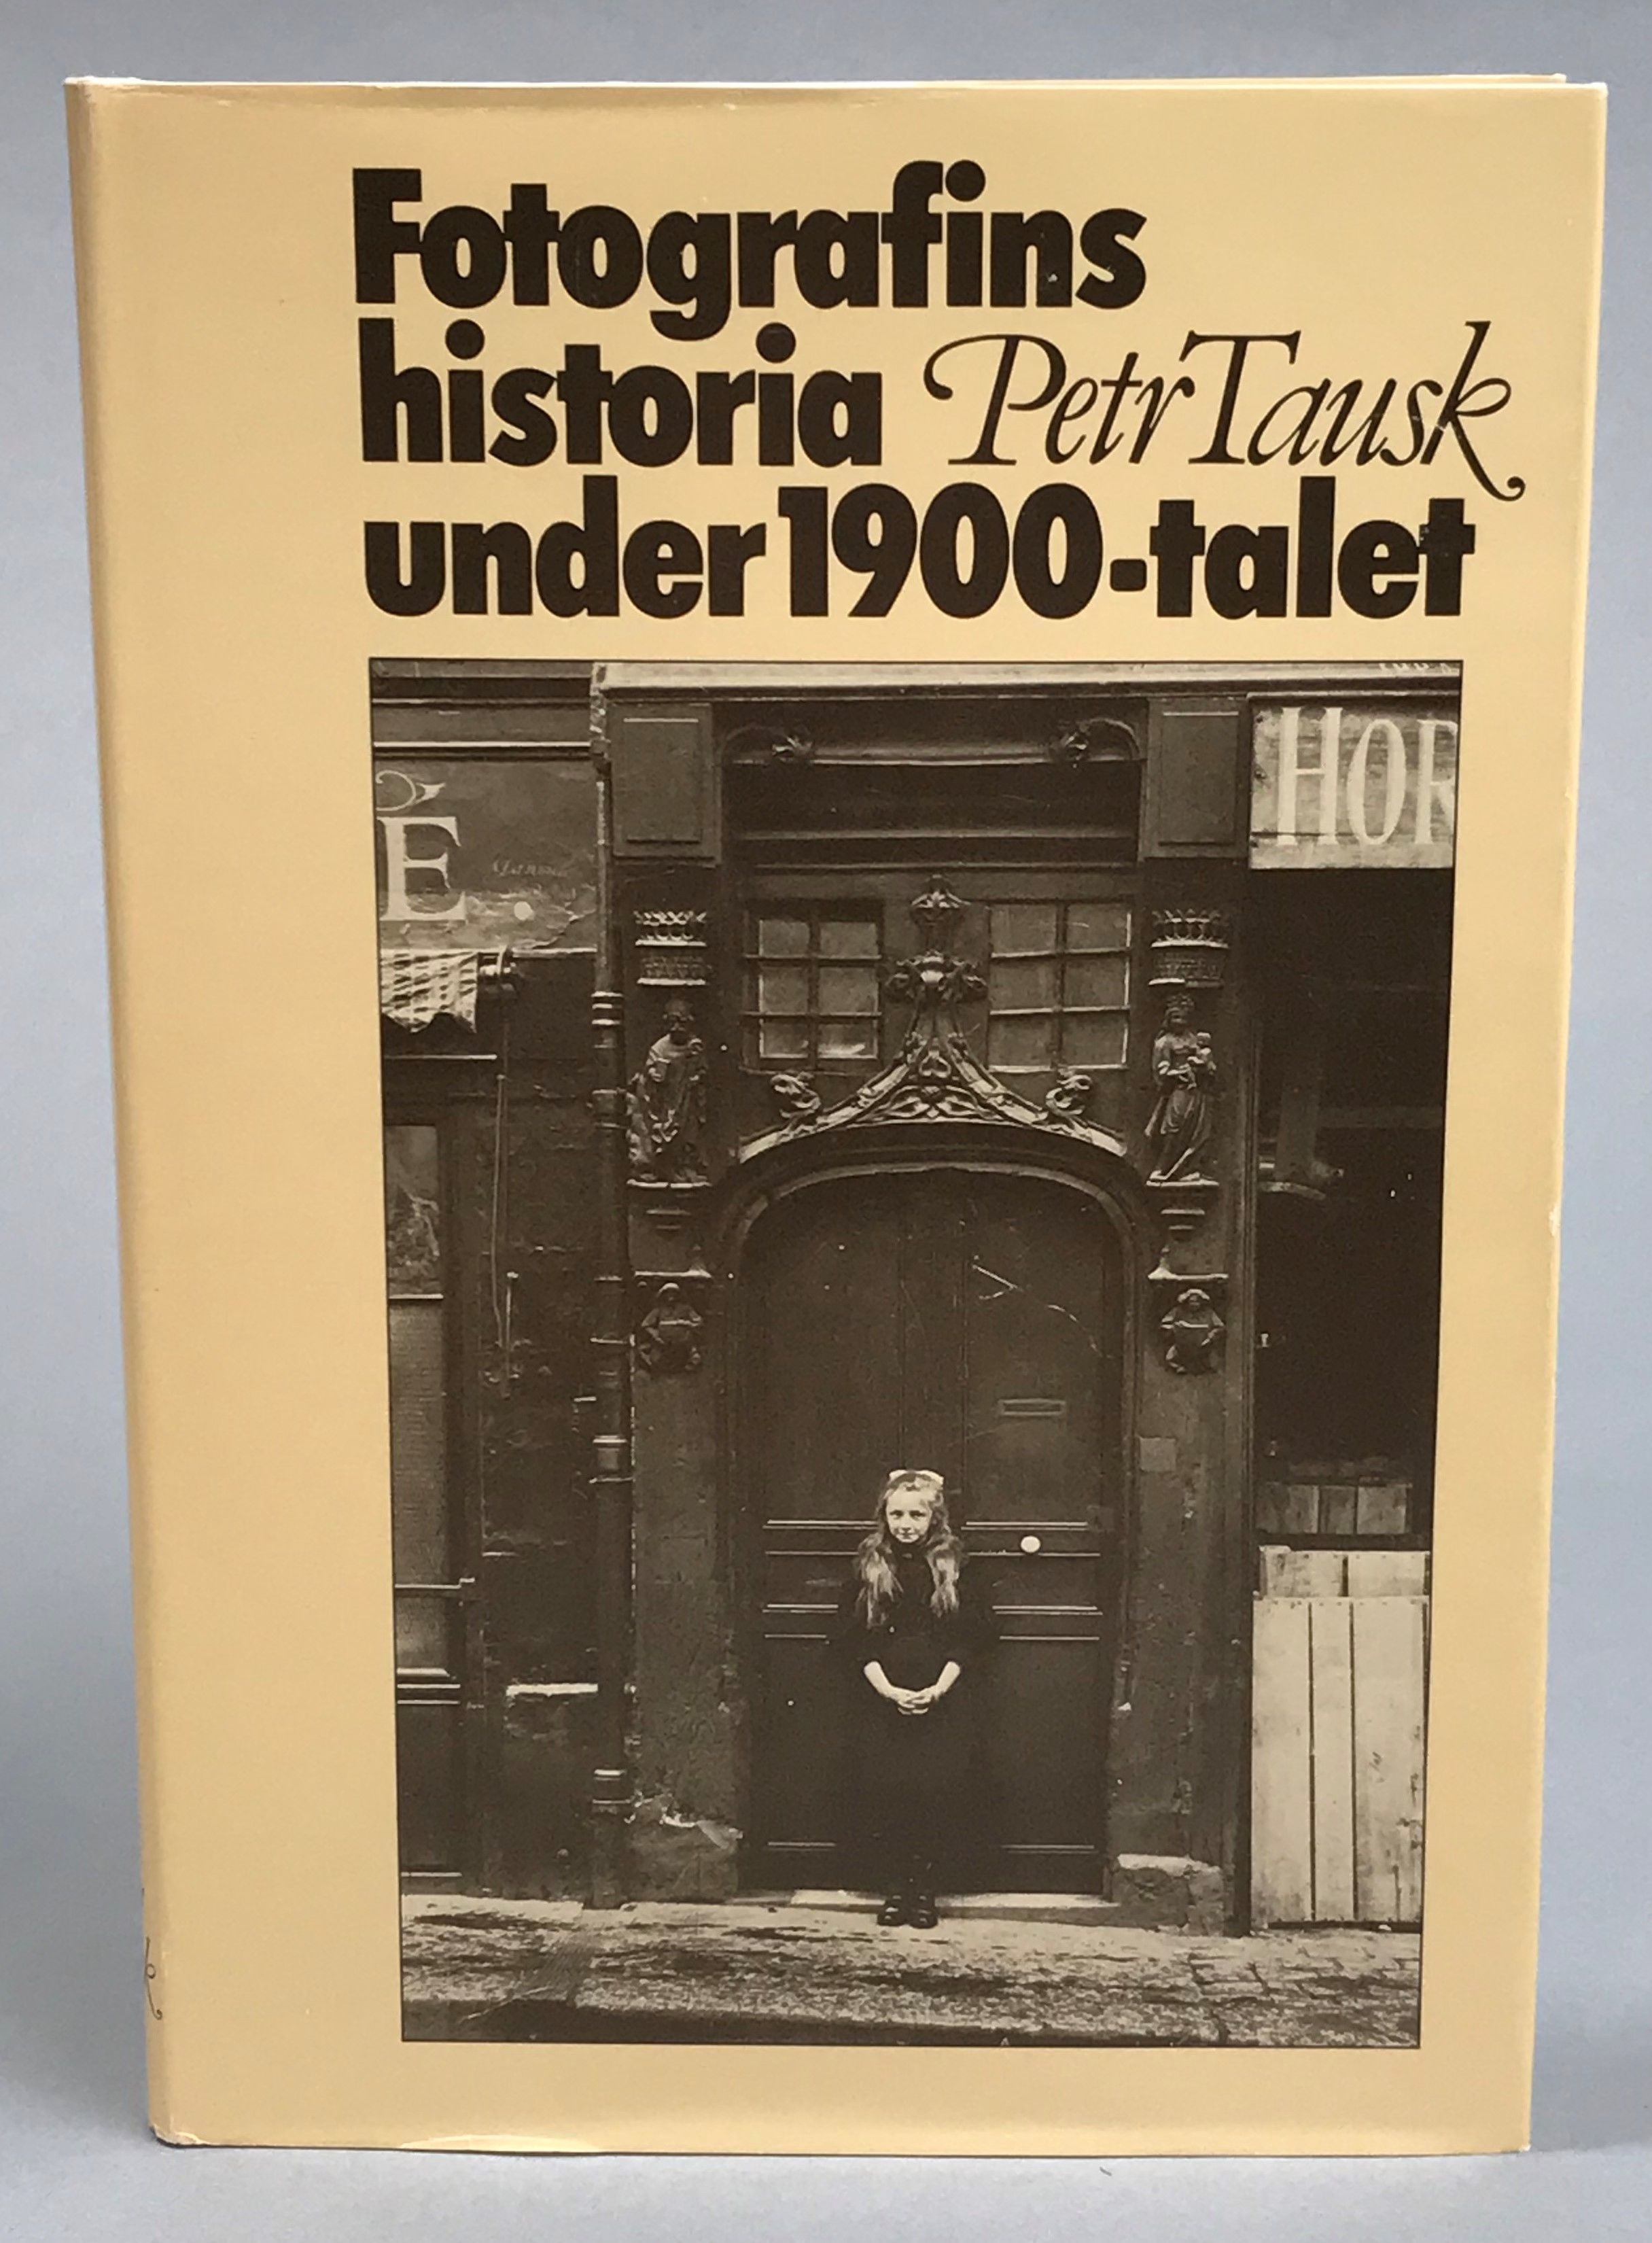 Fotografins
historia Petr Tausk
under 1900-talet
HOR
E.
k